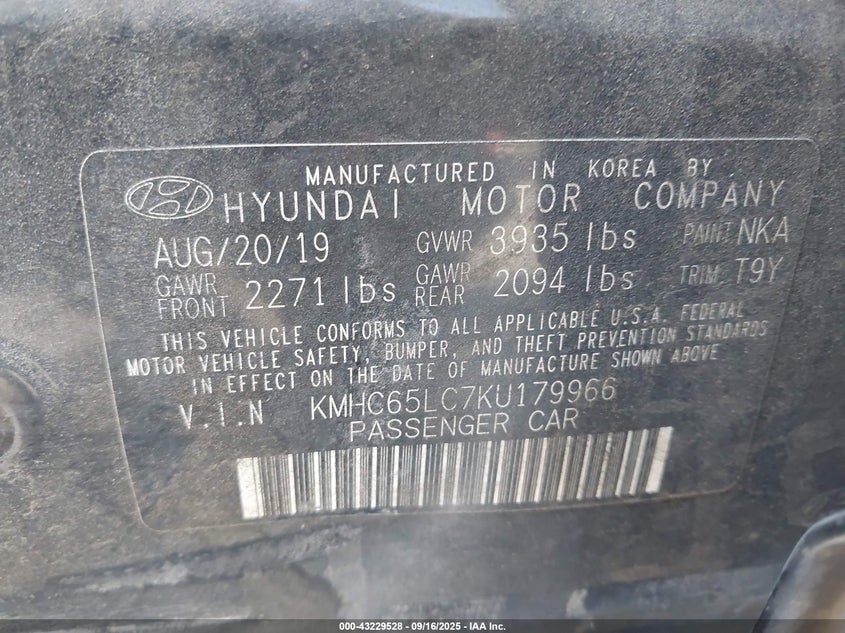 MANUFACTURED IN KOREA BY
HYUNDAI MOTOR COMPANY
AUG/20/19 GVWR 3935 lbs PAINT NKA
GAWR FRONT 2271 lbs GAWR REAR 2094 lbs TRIM T9Y
THIS VEHICLE CONFORMS TO ALL APPLICABLE U.S.A. FEDERAL
MOTOR VEHICLE SAFETY, BUMPER, AND THEFT PREVENTION STANDARDS
IN EFFECT ON THE DATE OF MANUFACTURE SHOWN ABOVE
V.I.N KMHC65LC7KU179966
PASSENGER CAR
000-43229528 - 09/16/2025 - IAA Inc.